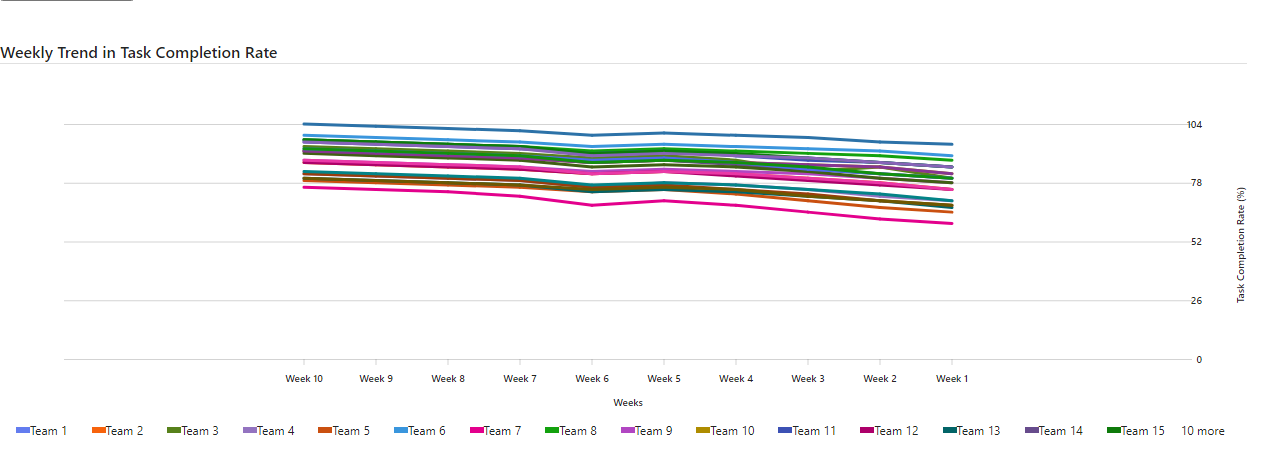 Weekly Trend in Task Completion Rate
104
78
52
26
0
Task Completion Rate (%)
Week 10 Week 9 Week 8 Week 7 Week 6 Week 5 Week 4 Week 3 Week 2 Week 1
Weeks
Team 1 Team 2 Team 3 Team 4 Team 5 Team 6 Team 7 Team 8 Team 9 Team 10 Team 11 Team 12 Team 13 Team 14 Team 15 10 more